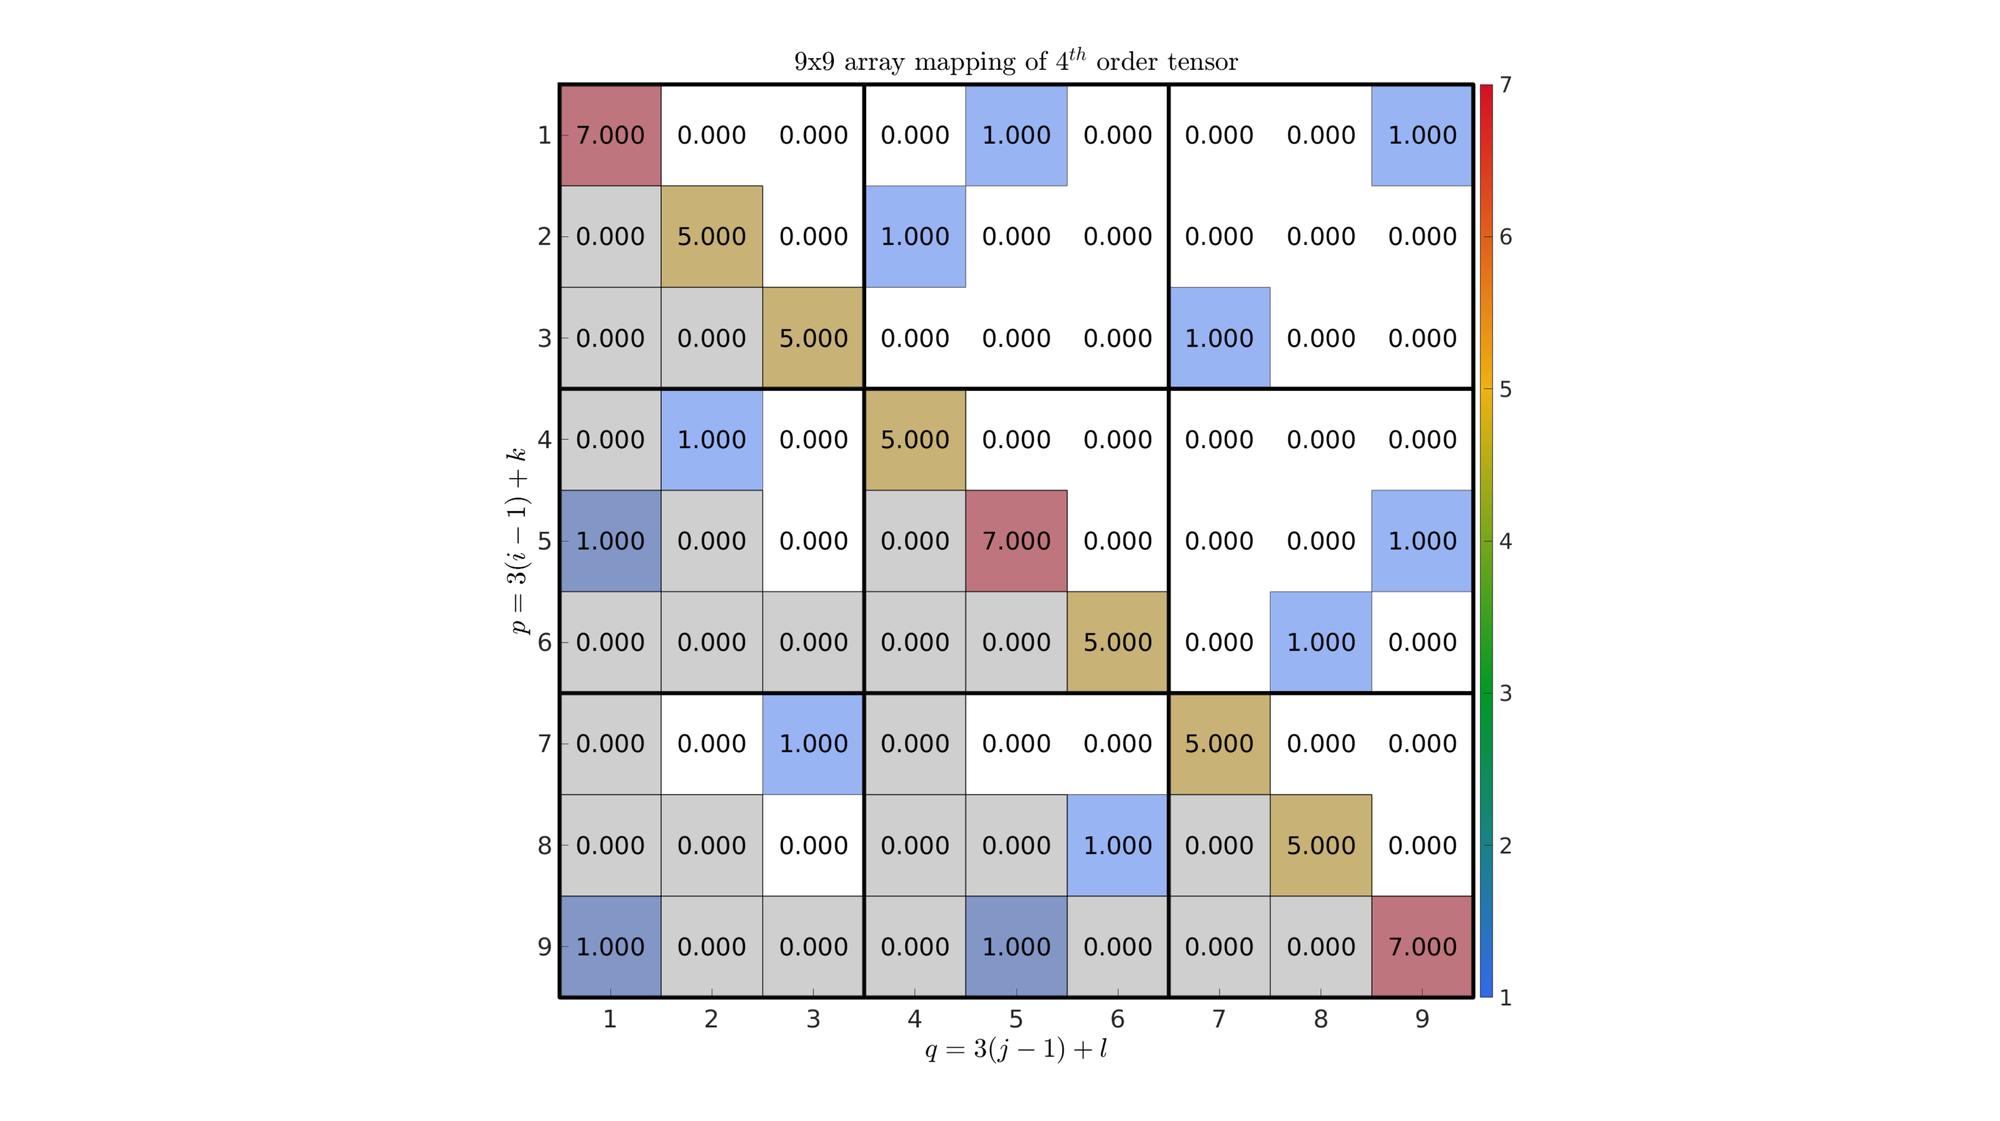 9x9 array mapping of 4th order tensor
1 7.000 0.000 0.000 0.000 1.000 0.000 0.000 0.000 1.000 7
2 0.000 5.000 0.000 1.000 0.000 0.000 0.000 0.000 0.000 6
3 0.000 0.000 5.000 0.000 0.000 0.000 1.000 0.000 0.000
5
4 0.000 1.000 0.000 5.000 0.000 0.000 0.000 0.000 0.000
5 1.000 0.000 0.000 0.000 7.000 0.000 0.000 0.000 1.000 4
p = 3(i − 1) + k
6 0.000 0.000 0.000 0.000 0.000 5.000 0.000 1.000 0.000
3
7 0.000 0.000 1.000 0.000 0.000 0.000 5.000 0.000 0.000
8 0.000 0.000 0.000 0.000 0.000 1.000 0.000 5.000 0.000 2
9 1.000 0.000 0.000 0.000 1.000 0.000 0.000 0.000 7.000
1
1 2 3 4 5 6 7 8 9
q = 3(j − 1) + l